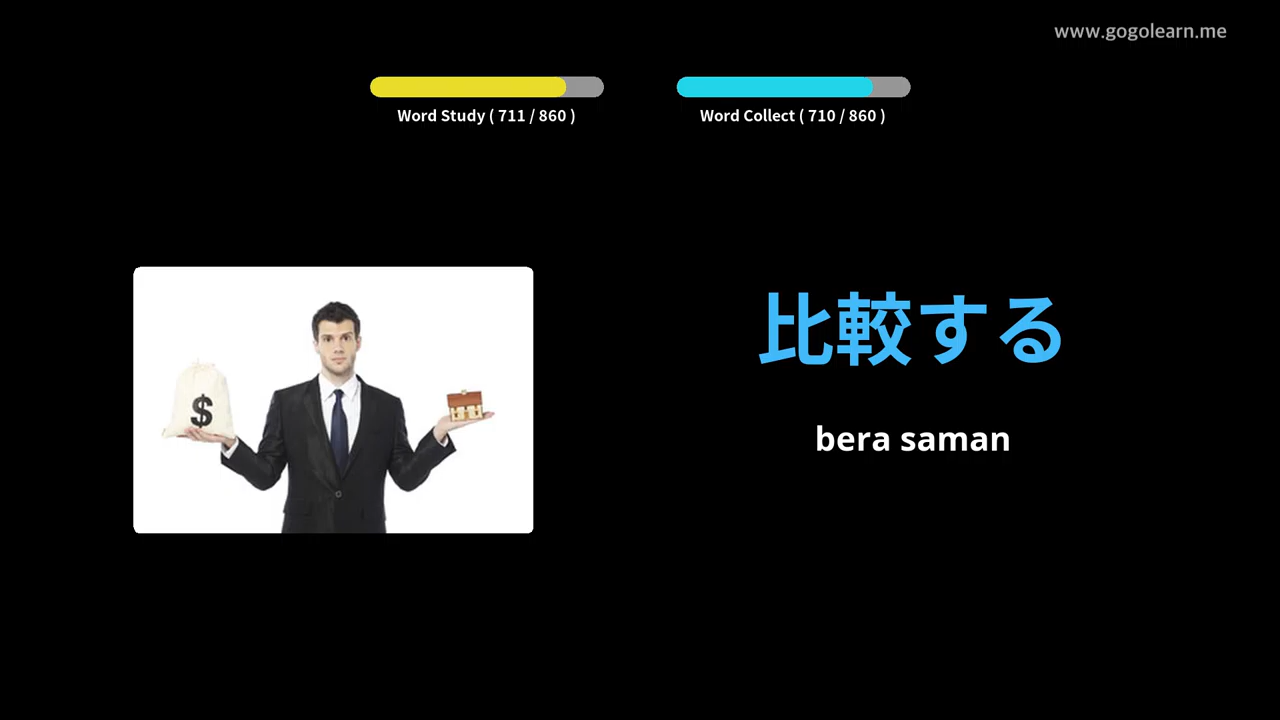 www.gogolearn.me
Word Study ( 711 / 860 )
Word Collect ( 710 / 860 )
$
比較する
bera saman